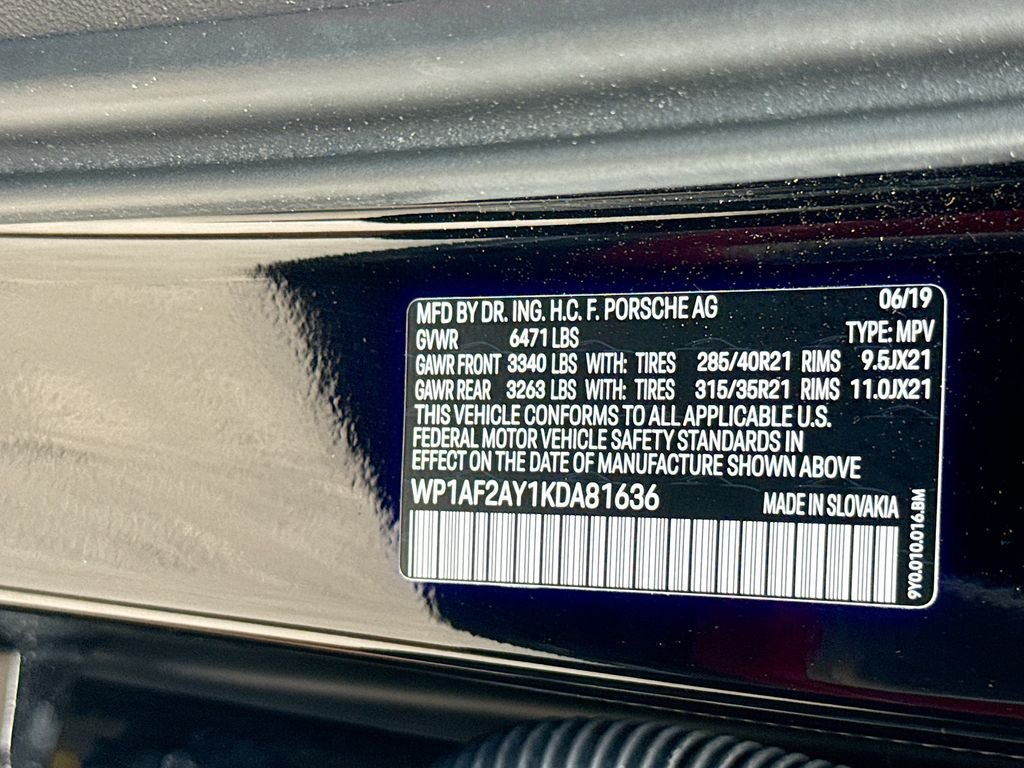 MFD BY DR. ING. H.C. F. PORSCHE AG 06/19
GVWR 6471 LBS TYPE: MPV
GAWR FRONT 3340 LBS WITH: TIRES 285/40R21 RIMS 9.5JX21
GAWR REAR 3263 LBS WITH: TIRES 315/35R21 RIMS 11.0JX21
THIS VEHICLE CONFORMS TO ALL APPLICABLE U.S.
FEDERAL MOTOR VEHICLE SAFETY STANDARDS IN
EFFECT ON THE DATE OF MANUFACTURE SHOWN ABOVE
WP1AF2AY1KDA81636 MADE IN SLOVAKIA
9Y0.010.016.BM